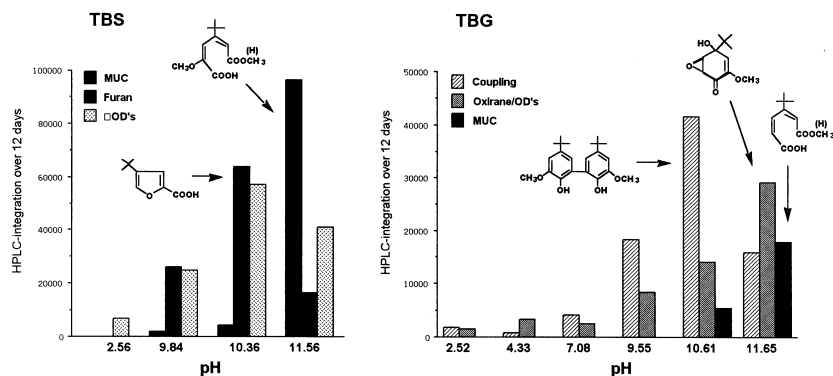 TBS
MUC
Furan
□OD's
HPLC-integration over 12 days
100000
80000
60000
40000
20000
0
2.56 9.84 10.36 11.56
pH
CH₃O
(H)
OOCH₃
COOH
O
COOH
TBG
Coupling
Oxirane/OD's
MUC
HPLC-integration over 12 days
50000
40000
30000
20000
10000
0
2.52 4.33 7.08 9.55 10.61 11.65
pH
CH₃O
OH
OH
OCH₃
HO
O
OCH₃
O
(H)
OOCH₃
COOH